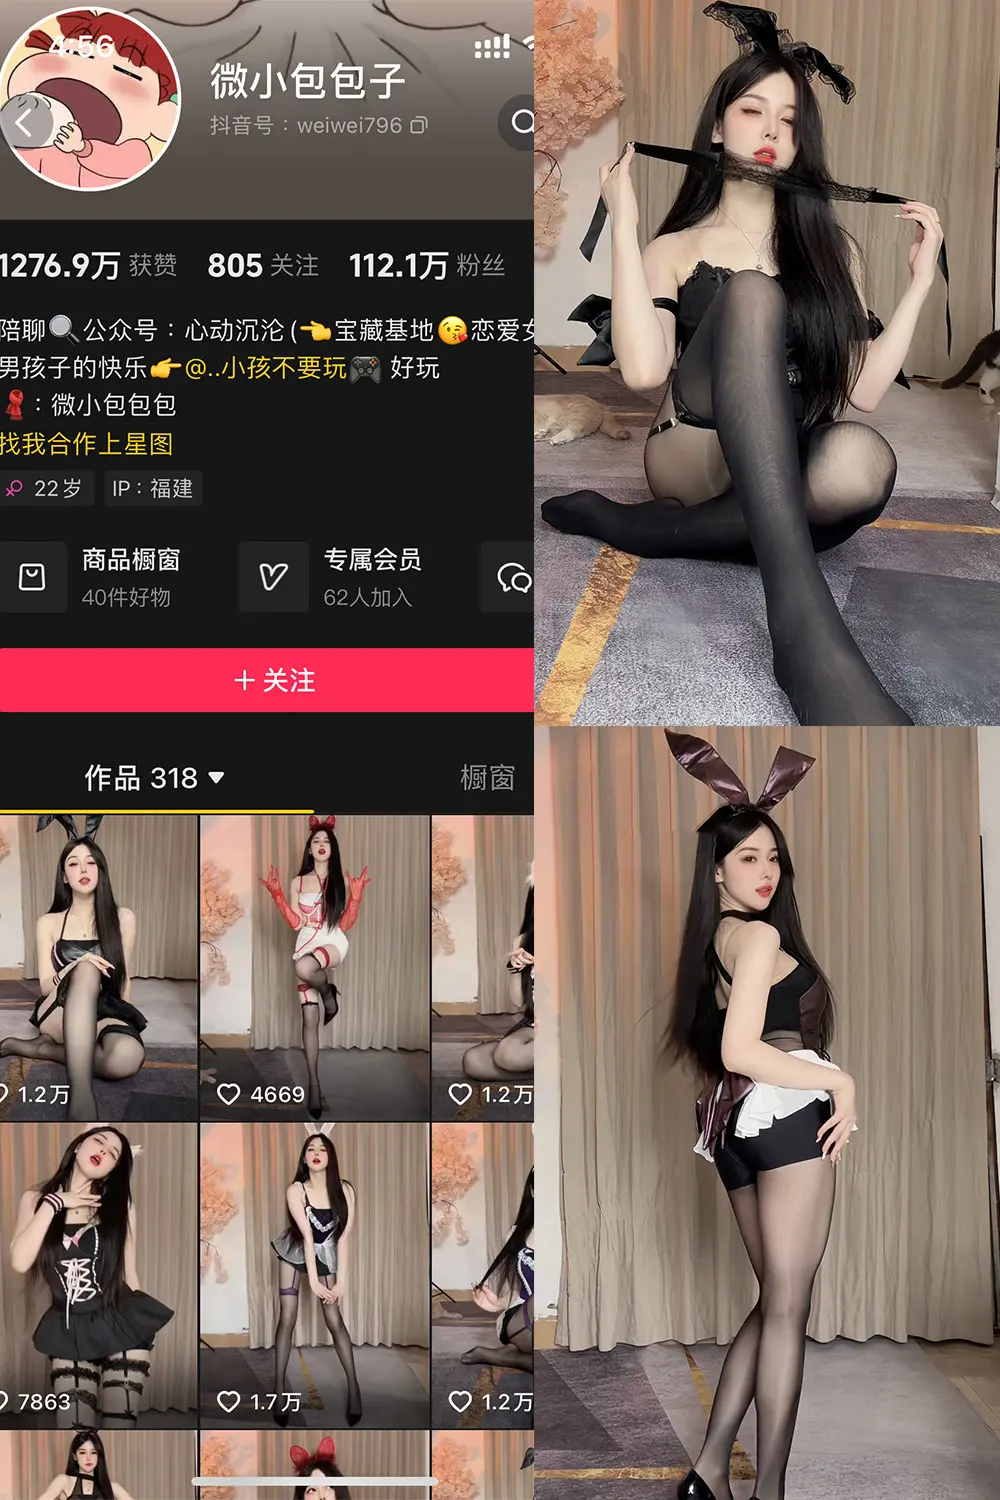 4:56
微小包包子
抖音号：weiwei796
1276.9万 获赞 805 关注 112.1万 粉丝
陪聊🔍公众号：心动沉沦(👈宝藏基地😘恋爱女
男孩子的快乐👉@..小孩不要玩🎮 好玩
🧣：微小包包包
找我合作上星图
22岁 IP：福建
商品橱窗 专属会员
40件好物 62人加入
+ 关注
作品 318 橱窗
1.2万 4669 1.2万
7863 1.7万 1.2万